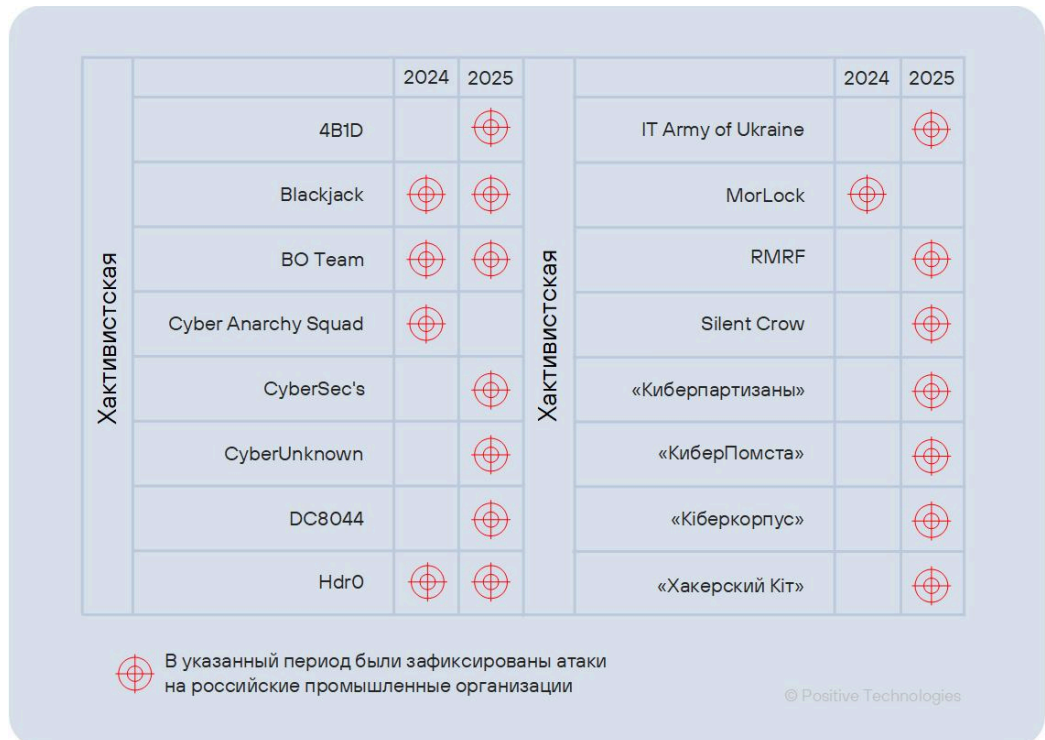 2024 2025
2024 2025
Хактивистская
4B1D
Blackjack
BO Team
Cyber Anarchy Squad
CyberSec's
CyberUnknown
DC8044
Hdr0
Хактивистская
IT Army of Ukraine
MorLock
RMRF
Silent Crow
«Киберпартизаны»
«КиберПомста»
«Кіберкорпус»
«Хакерский Кіт»
В указанный период были зафиксированы атаки
на российские промышленные организации
© Positive Technologies